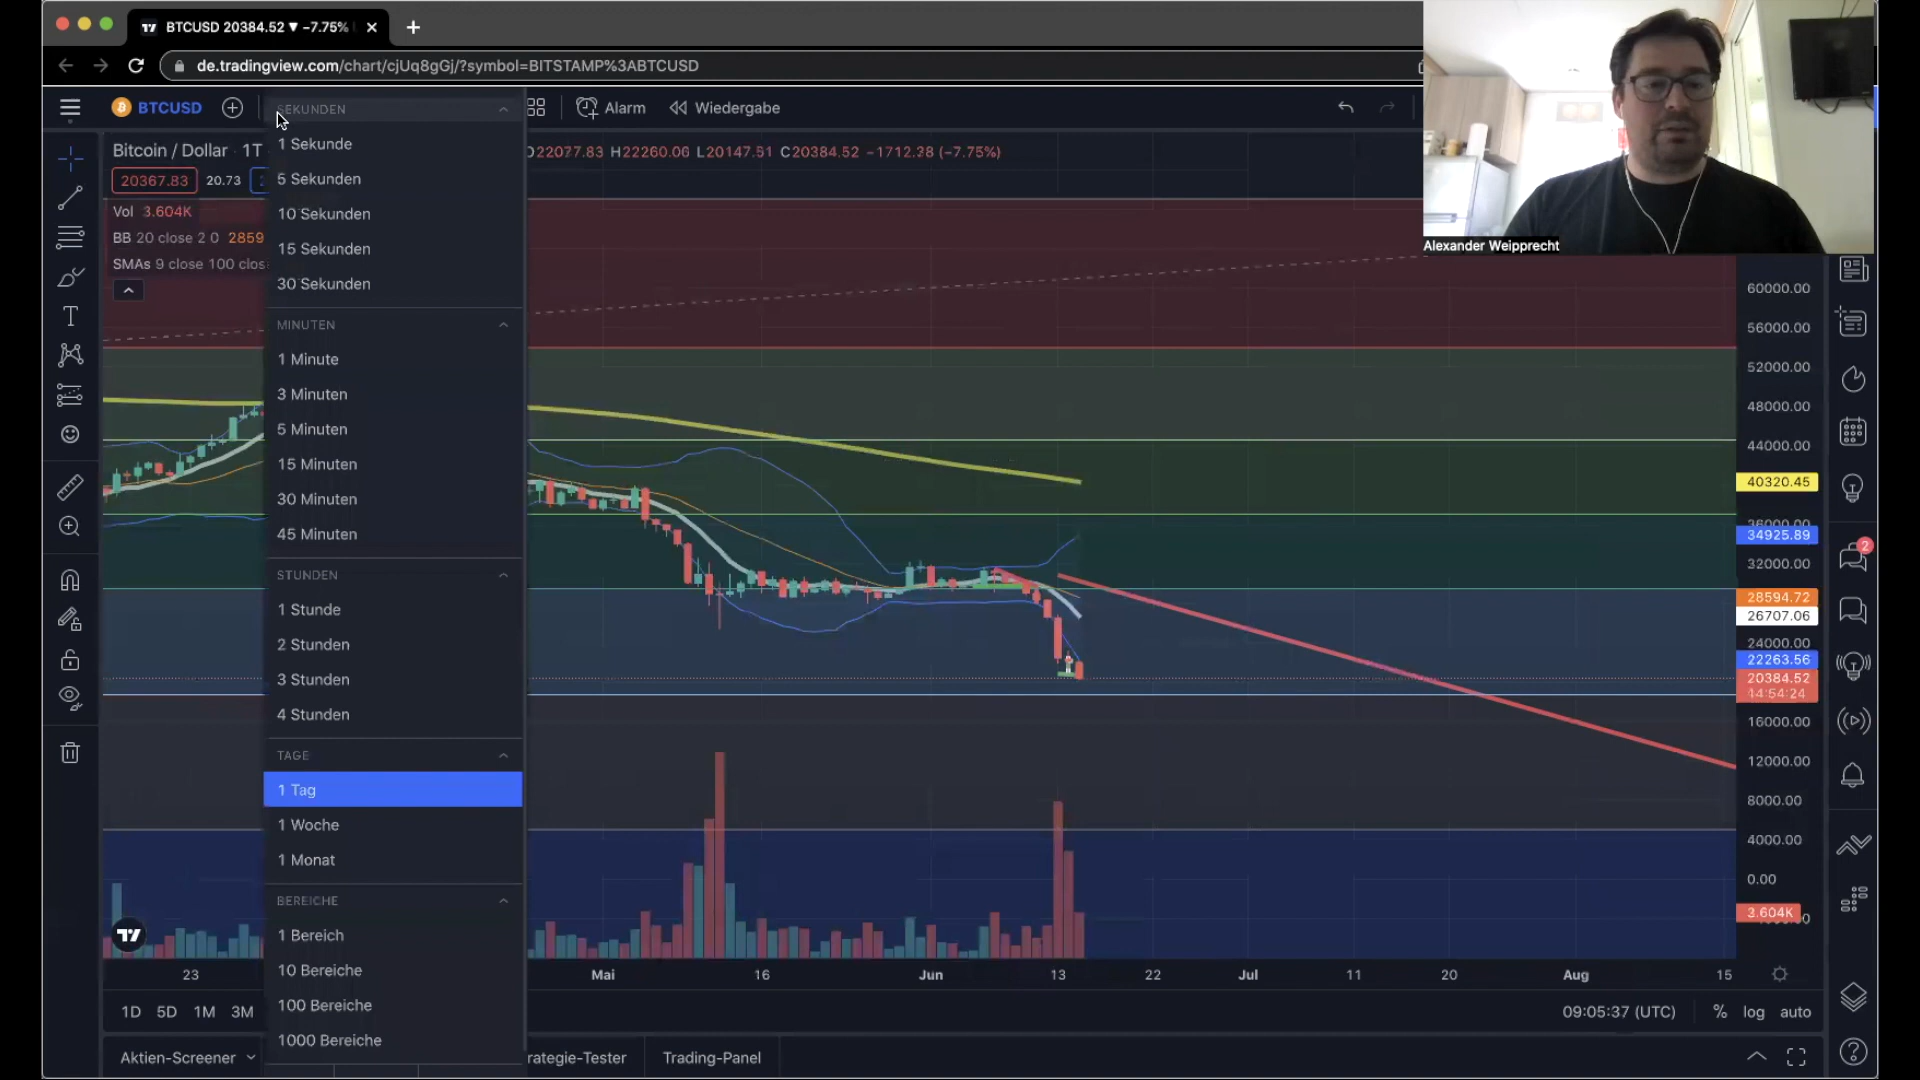 BTCUSD 20384.52 ▼ −7.75%
de.tradingview.com/chart/cjUq8gGj/?symbol=BITSTAMP%3ABTCUSD
BTCUSD
Alarm
Wiedergabe
Bitcoin / Dollar · 1T
O22077.83 H22260.06 L20147.51 C20384.52 −1712.38 (−7.75%)
20367.83
20.73
Vol 3.604K
BB 20 close 2 0 2859
SMAs 9 close 100 clos
Alexander Weipprecht
SEKUNDEN
1 Sekunde
5 Sekunden
10 Sekunden
15 Sekunden
30 Sekunden
MINUTEN
1 Minute
3 Minuten
5 Minuten
15 Minuten
30 Minuten
45 Minuten
STUNDEN
1 Stunde
2 Stunden
3 Stunden
4 Stunden
TAGE
1 Tag
1 Woche
1 Monat
BEREICHE
1 Bereich
10 Bereiche
100 Bereiche
1000 Bereiche
60000.00
56000.00
52000.00
48000.00
44000.00
40320.45
36000.00
34925.89
32000.00
28594.72
26707.06
24000.00
22263.56
20384.52
14:54:24
16000.00
12000.00
8000.00
4000.00
0.00
3.604K
2
23
Mai
16
Jun
13
22
Jul
11
20
Aug
15
1D
5D
1M
3M
09:05:37 (UTC)
%
log
auto
Aktien-Screener
rategie-Tester
Trading-Panel